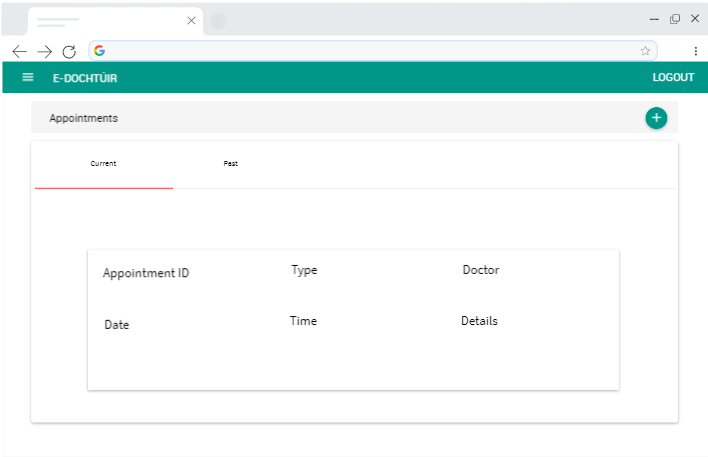 E-DOCHTÚIR LOGOUT
Appointments
Current Past
Appointment ID Type Doctor
Date Time Details